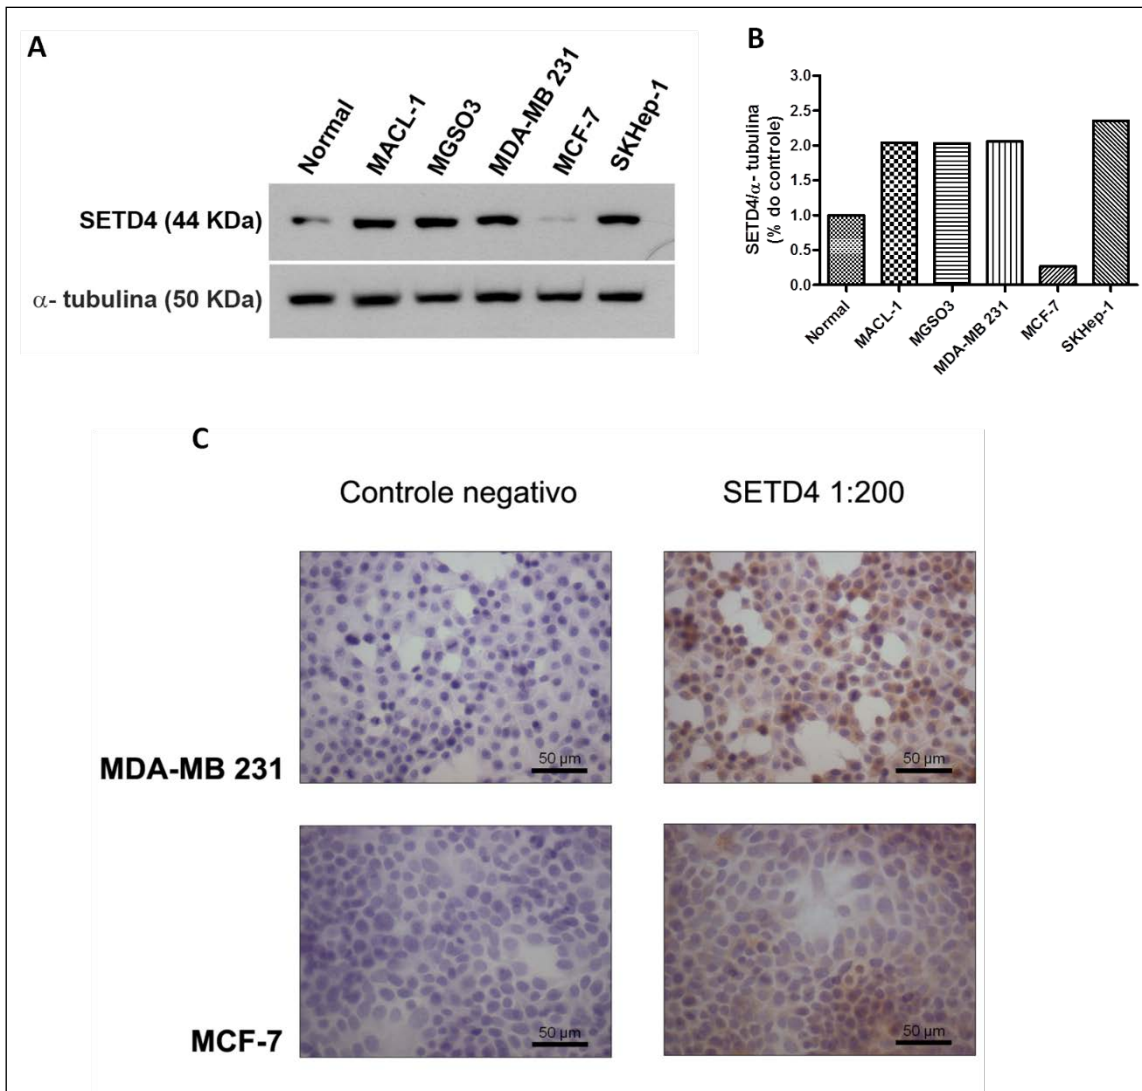 A
Normal
MACL-1
MGSO3
MDA-MB 231
MCF-7
SKHep-1
SETD4 (44 KDa)
α- tubulina (50 KDa)
B
SETD4/α- tubulina
(% do controle)
3.0
2.5
2.0
1.5
1.0
0.5
0.0
Normal
MACL-1
MGSO3
MDA-MB 231
MCF-7
SKHep-1
C
Controle negativo
SETD4 1:200
MDA-MB 231
50 µm
50 µm
MCF-7
50 µm
50 µm